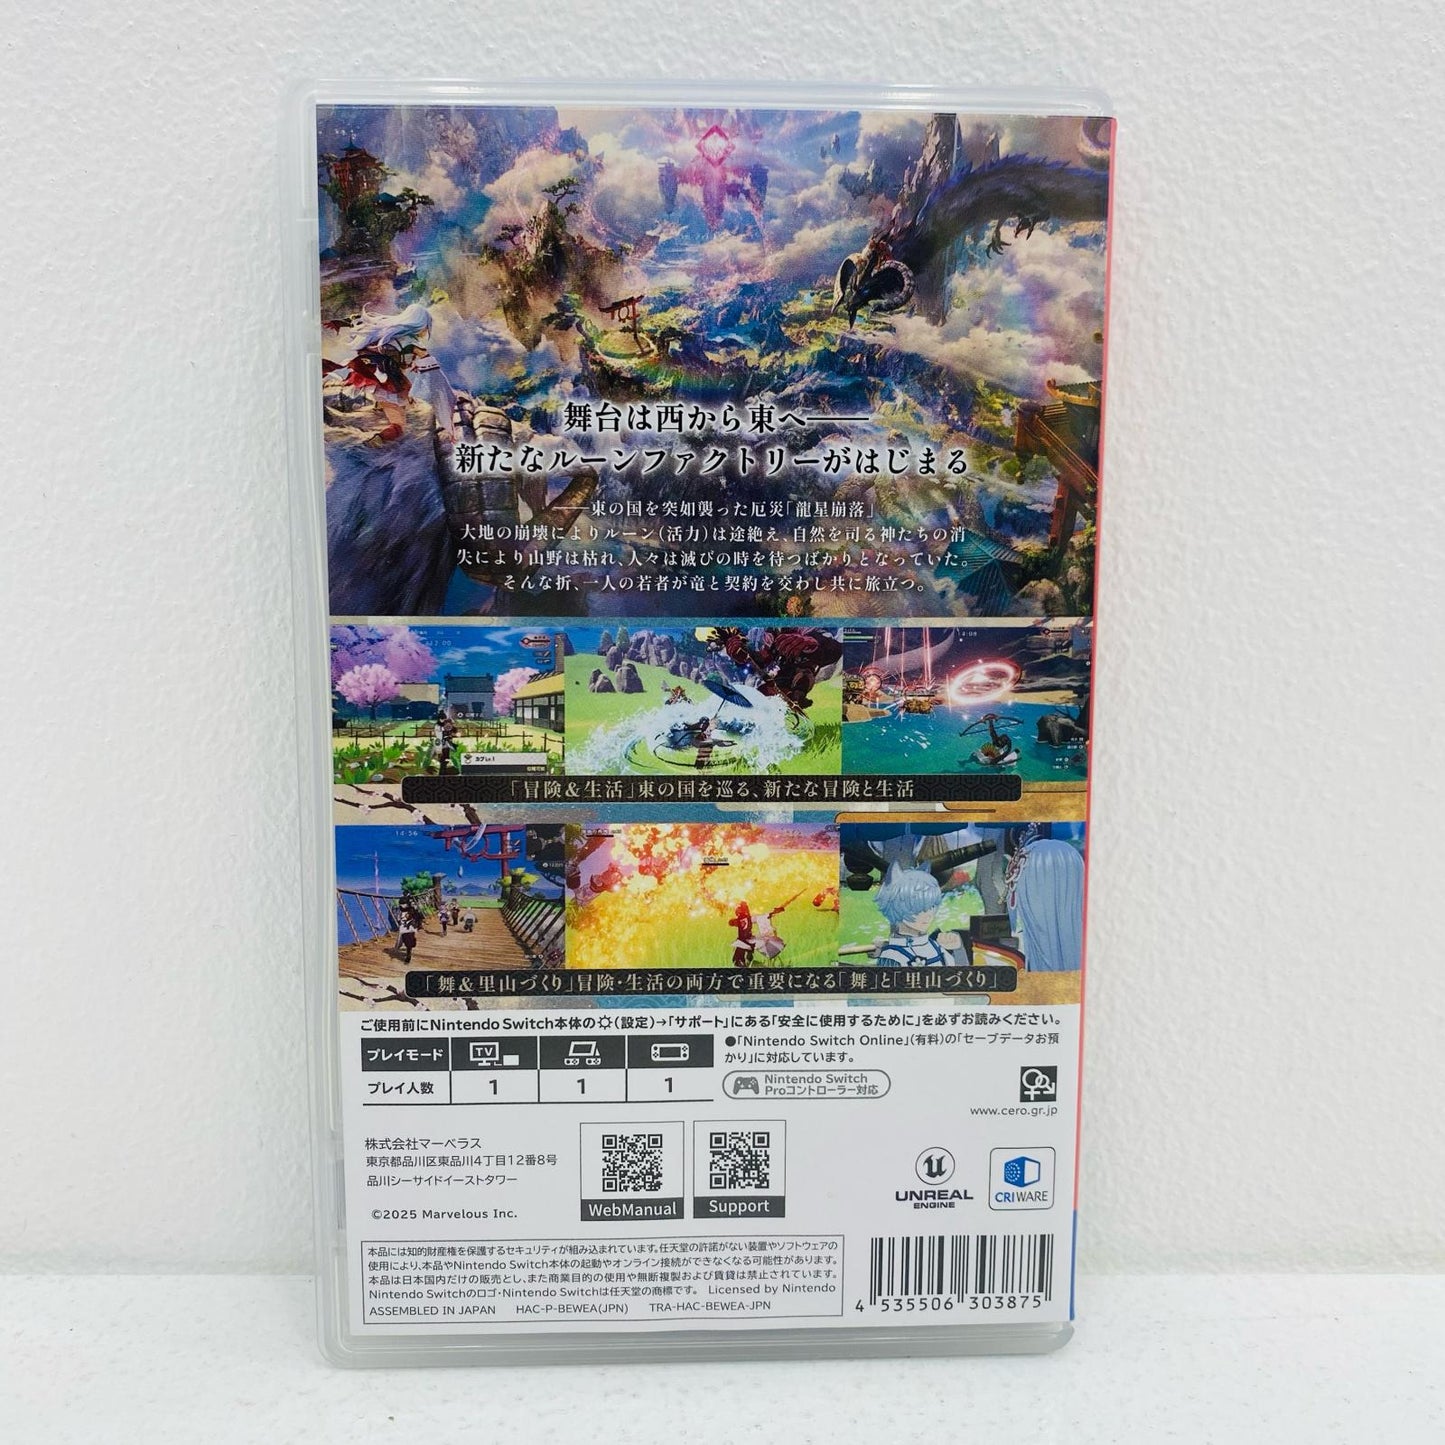 舞台は西から東へ――
新たなルーンファクトリーがはじまる
――東の国を突如襲った厄災「龍星崩落」
大地の崩壊によりルーン(活力)は途絶え、自然を司る神たちの消
失により山野は枯れ、人々は滅びの時を待つばかりとなっていた。
そんな折、一人の若者が竜と契約を交わし共に旅立つ。
「冒険&生活」東の国を巡る、新たな冒険と生活
14:56
「舞&里山づくり」冒険・生活の両方で重要になる「舞」と「里山づくり」
ご使用前にNintendo Switch本体の(設定)→「サポート」にある「安全に使用するために」を必ずお読みください。
プレイモード TV
プレイ人数 1 1 1
●「Nintendo Switch Online」(有料)の「セーブデータお預
かり」に対応しています。
Nintendo Switch
Proコントローラー対応
www.cero.gr.jp
株式会社マーベラス
東京都品川区東品川4丁目12番8号
品川シーサイドイーストタワー
©2025 Marvelous Inc.
WebManual
Support
UNREAL
ENGINE
CRIWARE
本品には知的財産権を保護するセキュリティが組み込まれています。任天堂の許諾がない装置やソフトウェアの
使用により、本品やNintendo Switch本体の起動やオンライン接続ができなくなる可能性があります。
本品は日本国内だけの販売とし、また商業目的の使用や無断複製および賃貸は禁止されています。
Nintendo Switchのロゴ・Nintendo Switchは任天堂の商標です。 Licensed by Nintendo
ASSEMBLED IN JAPAN HAC-P-BEWEA(JPN) TRA-HAC-BEWEA-JPN
4 535506 303875